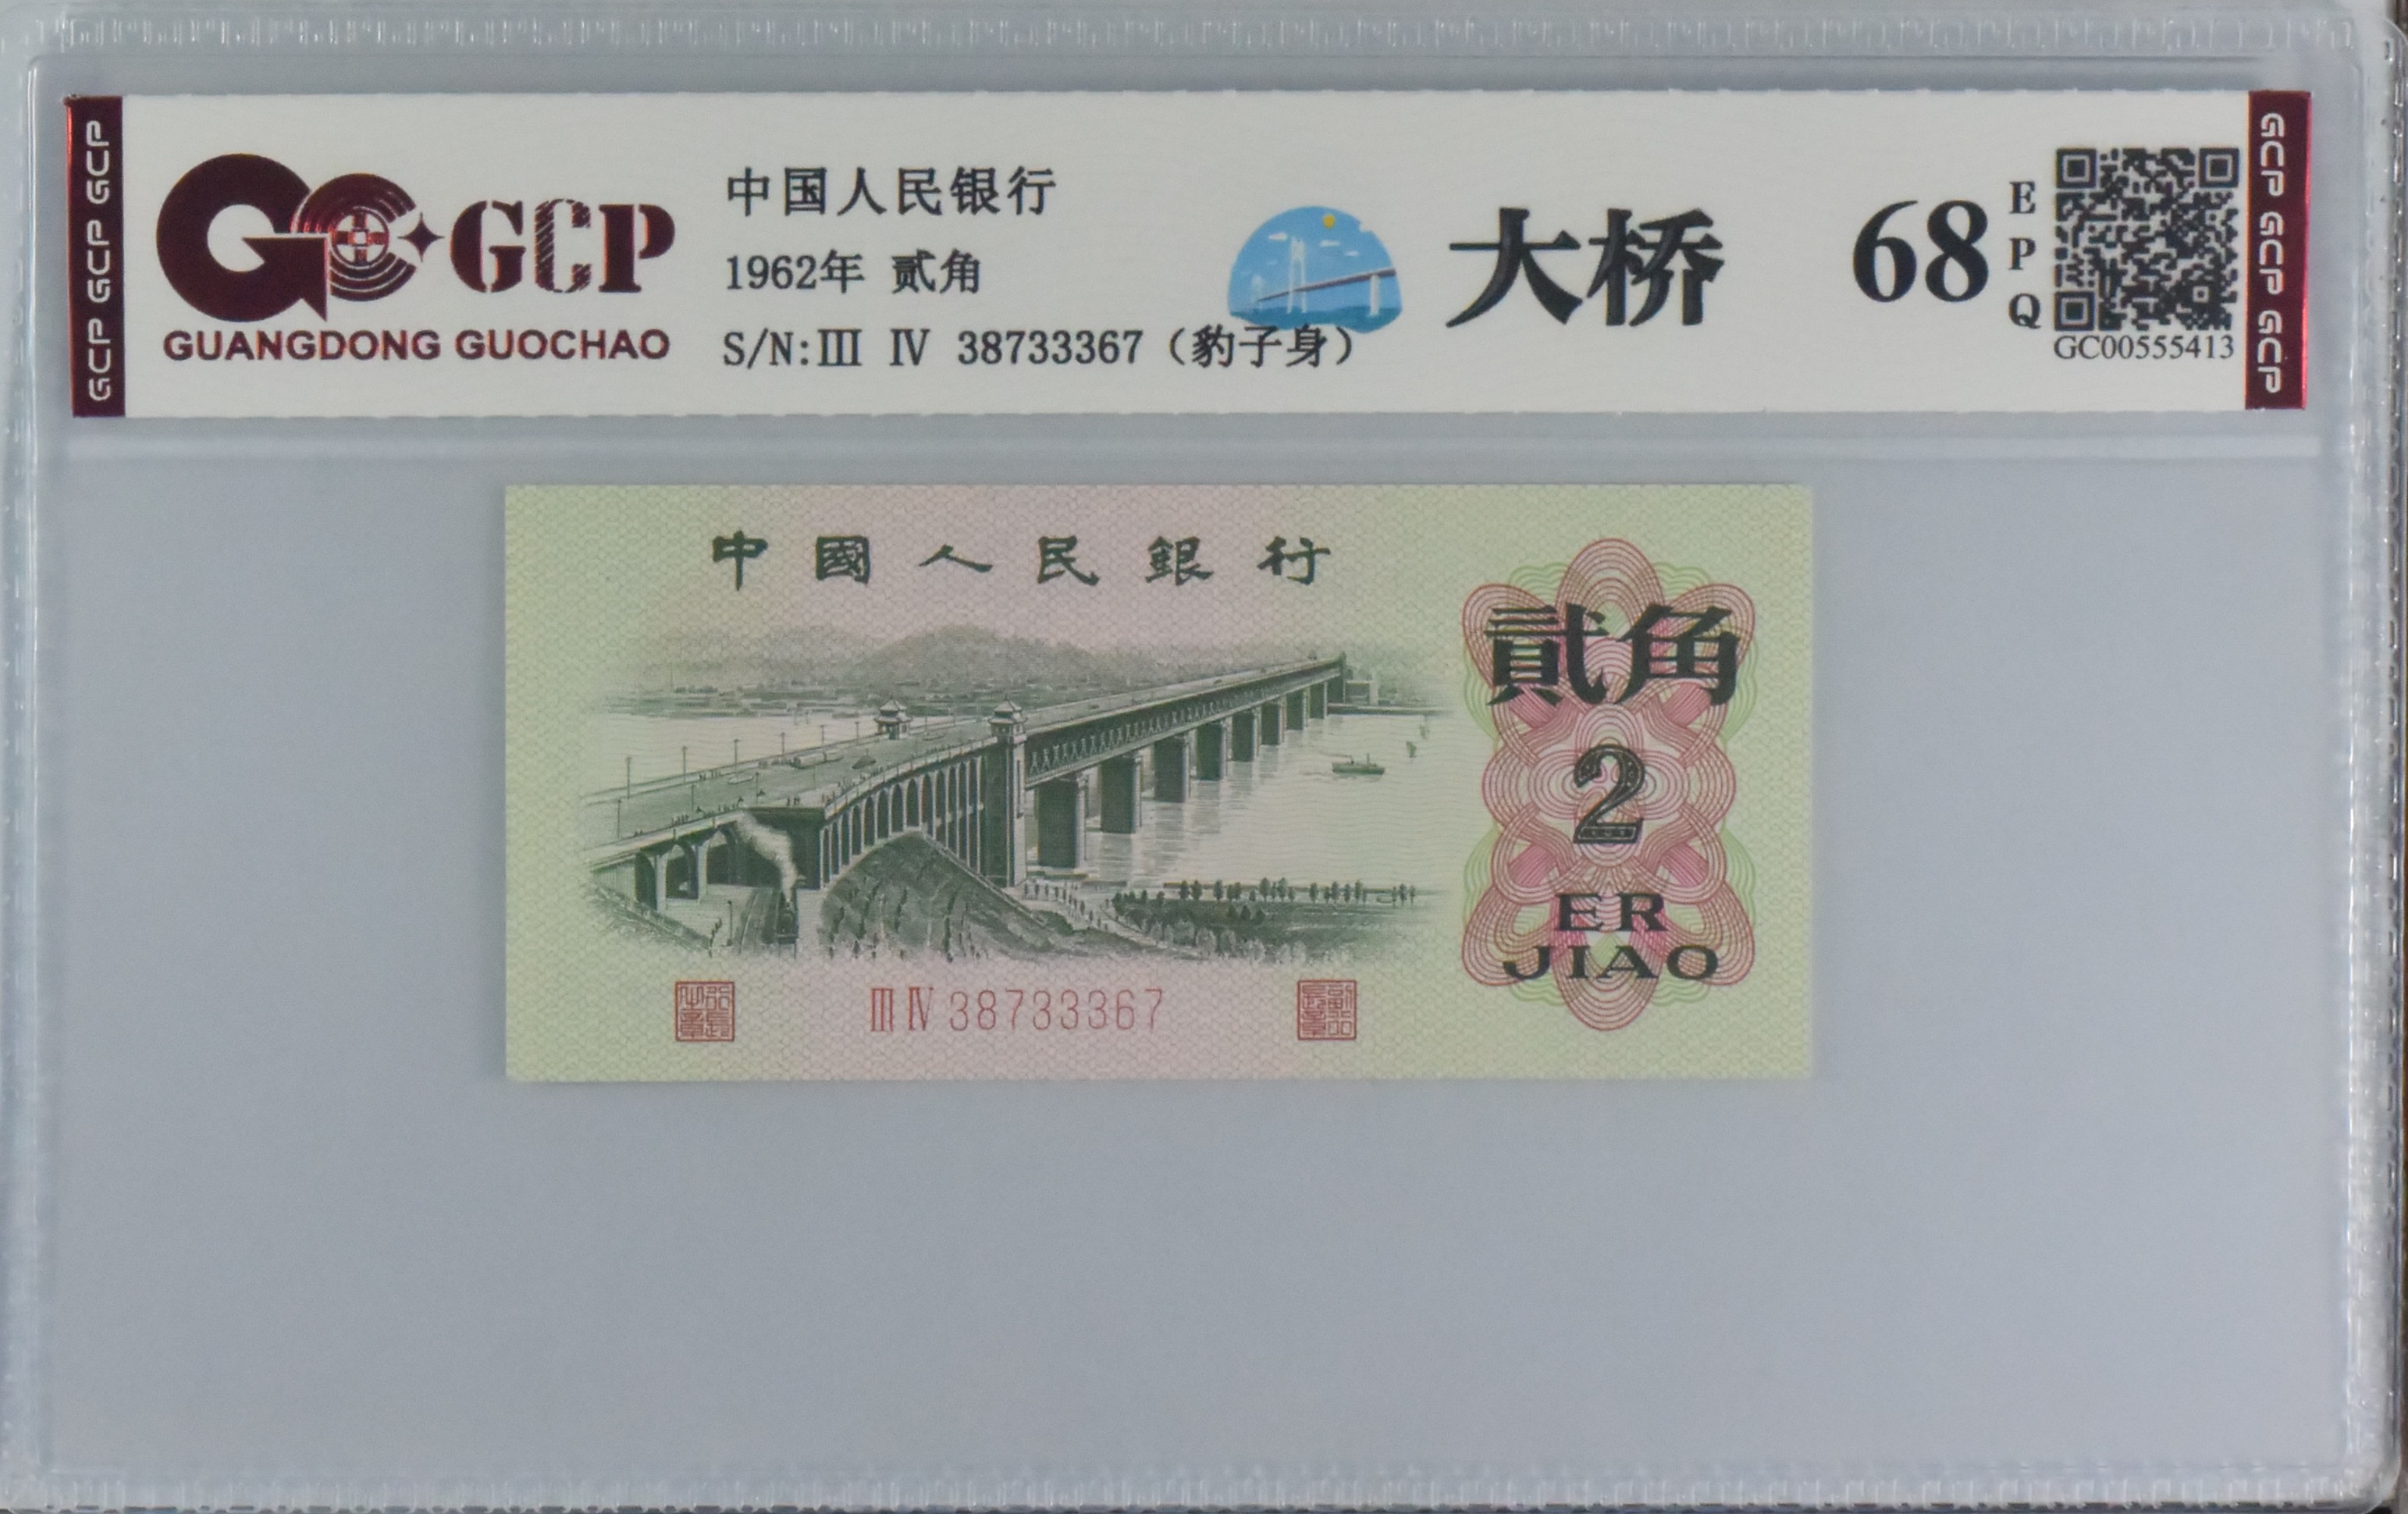 GCP GCP GCP
GCP
GUANGDONG GUOCHAO
中国人民银行
1962年 贰角
S/N:Ⅲ Ⅳ 38733367（豹子身）
大桥
68
E
P
Q
GC00555413
GCP GCP GCP
中國人民銀行
貳角
2
ER
JIAO
Ⅲ Ⅳ 38733367